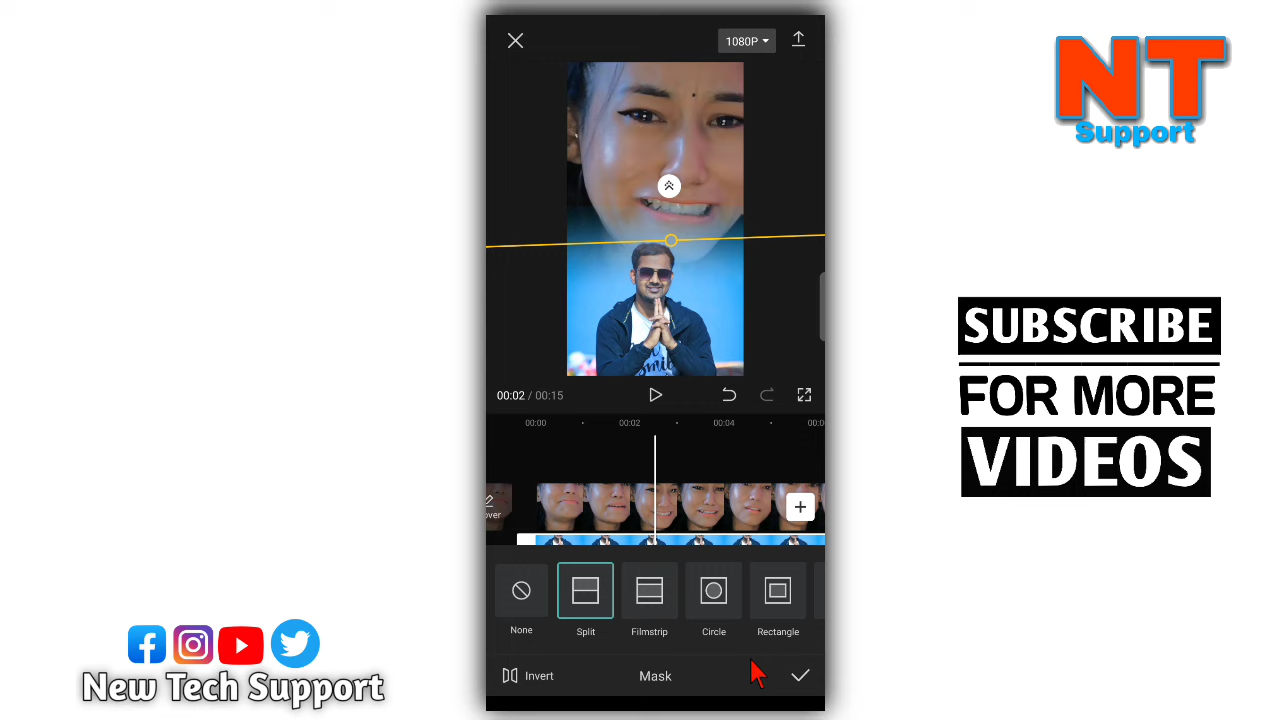 1080P
NT
Support
SUBSCRIBE
FOR MORE
VIDEOS
00:02 / 00:15
00:00
00:02
00:04
over
None
Split
Filmstrip
Circle
Rectangle
Invert
Mask
New Tech Support